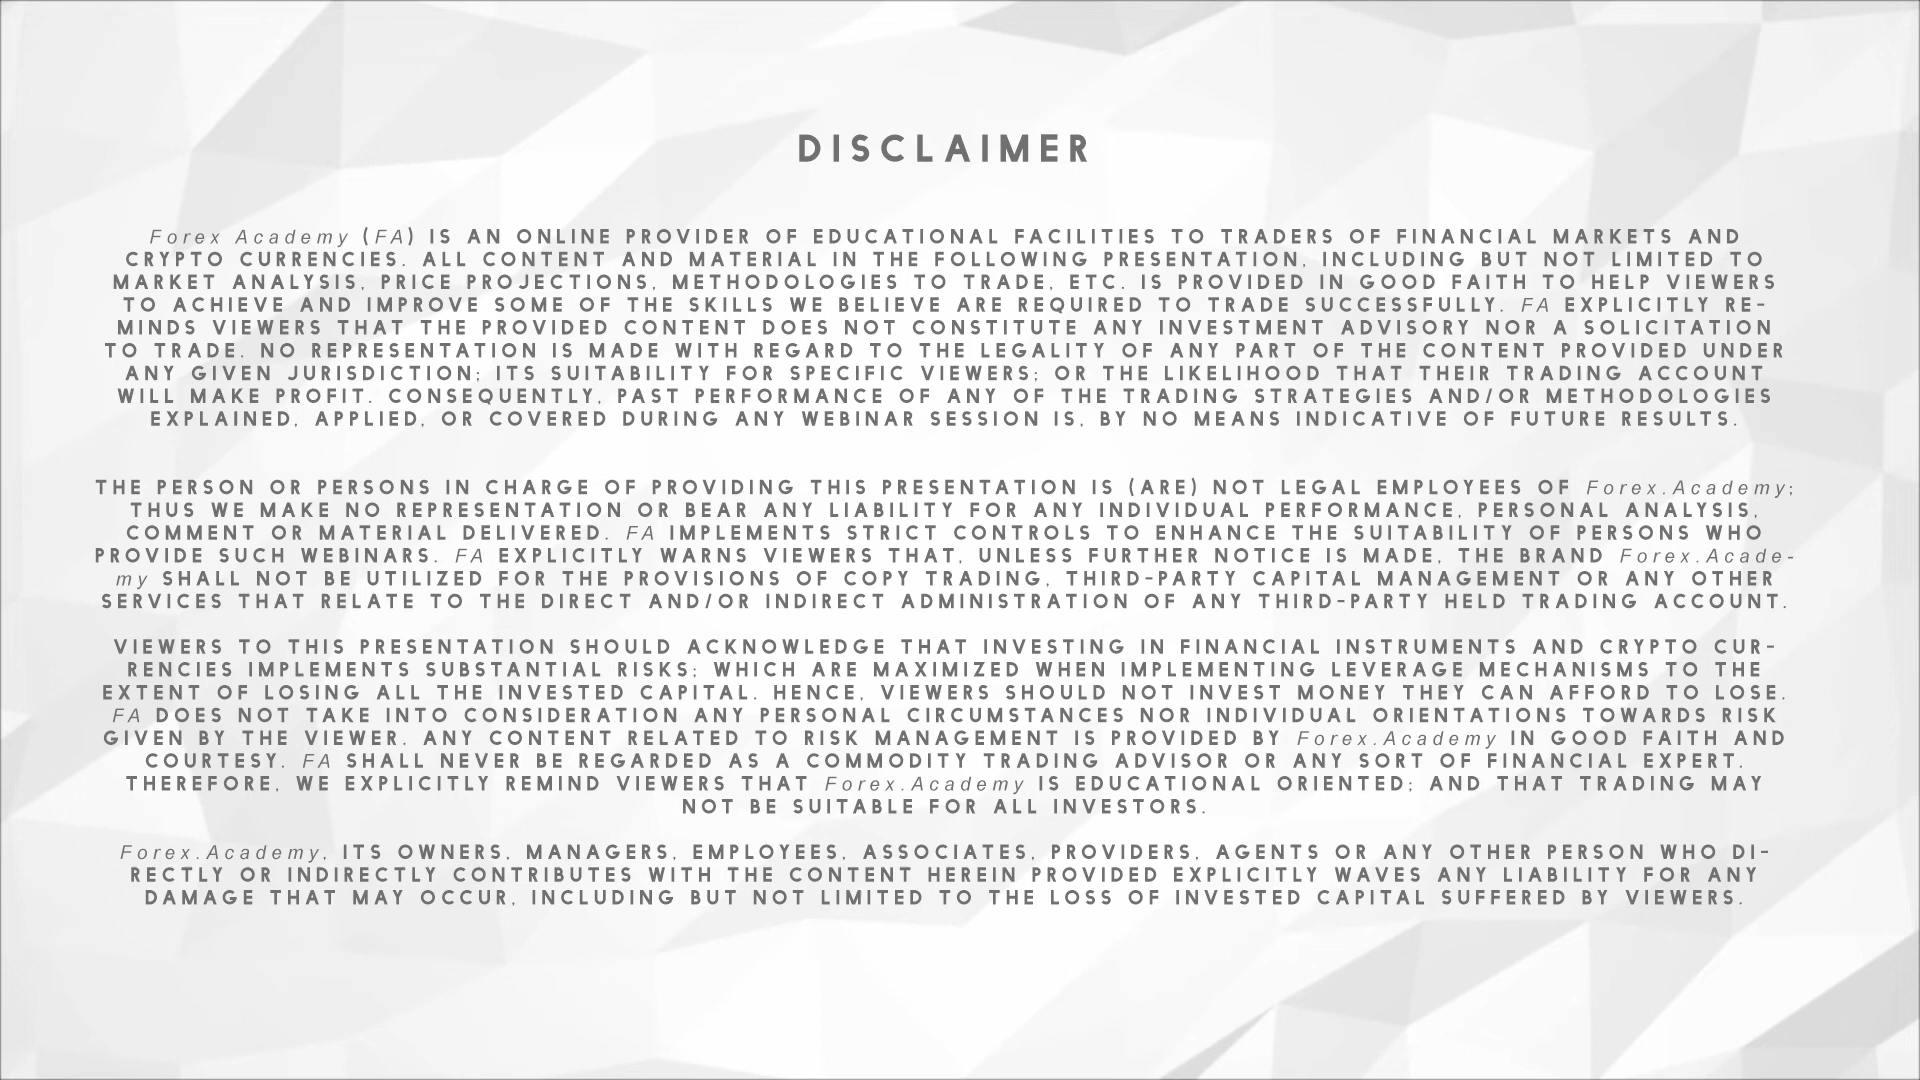 DISCLAIMER
Forex Academy (FA) IS AN ONLINE PROVIDER OF EDUCATIONAL FACILITIES TO TRADERS OF FINANCIAL MARKETS AND
CRYPTO CURRENCIES. ALL CONTENT AND MATERIAL IN THE FOLLOWING PRESENTATION, INCLUDING BUT NOT LIMITED TO
MARKET ANALYSIS, PRICE PROJECTIONS, METHODOLOGIES TO TRADE, ETC. IS PROVIDED IN GOOD FAITH TO HELP VIEWERS
TO ACHIEVE AND IMPROVE SOME OF THE SKILLS WE BELIEVE ARE REQUIRED TO TRADE SUCCESSFULLY. FA EXPLICITLY RE-
MINDS VIEWERS THAT THE PROVIDED CONTENT DOES NOT CONSTITUTE ANY INVESTMENT ADVISORY NOR A SOLICITATION
TO TRADE. NO REPRESENTATION IS MADE WITH REGARD TO THE LEGALITY OF ANY PART OF THE CONTENT PROVIDED UNDER
ANY GIVEN JURISDICTION; ITS SUITABILITY FOR SPECIFIC VIEWERS; OR THE LIKELIHOOD THAT THEIR TRADING ACCOUNT
WILL MAKE PROFIT. CONSEQUENTLY, PAST PERFORMANCE OF ANY OF THE TRADING STRATEGIES AND/OR METHODOLOGIES
EXPLAINED, APPLIED, OR COVERED DURING ANY WEBINAR SESSION IS, BY NO MEANS INDICATIVE OF FUTURE RESULTS.
THE PERSON OR PERSONS IN CHARGE OF PROVIDING THIS PRESENTATION IS (ARE) NOT LEGAL EMPLOYEES OF Forex.Academy;
THUS WE MAKE NO REPRESENTATION OR BEAR ANY LIABILITY FOR ANY INDIVIDUAL PERFORMANCE, PERSONAL ANALYSIS,
COMMENT OR MATERIAL DELIVERED. FA IMPLEMENTS STRICT CONTROLS TO ENHANCE THE SUITABILITY OF PERSONS WHO
PROVIDE SUCH WEBINARS. FA EXPLICITLY WARNS VIEWERS THAT, UNLESS FURTHER NOTICE IS MADE, THE BRAND Forex.Acade-
my SHALL NOT BE UTILIZED FOR THE PROVISIONS OF COPY TRADING, THIRD-PARTY CAPITAL MANAGEMENT OR ANY OTHER
SERVICES THAT RELATE TO THE DIRECT AND/OR INDIRECT ADMINISTRATION OF ANY THIRD-PARTY HELD TRADING ACCOUNT.
VIEWERS TO THIS PRESENTATION SHOULD ACKNOWLEDGE THAT INVESTING IN FINANCIAL INSTRUMENTS AND CRYPTO CUR-
RENCIES IMPLEMENTS SUBSTANTIAL RISKS; WHICH ARE MAXIMIZED WHEN IMPLEMENTING LEVERAGE MECHANISMS TO THE
EXTENT OF LOSING ALL THE INVESTED CAPITAL. HENCE, VIEWERS SHOULD NOT INVEST MONEY THEY CAN AFFORD TO LOSE.
FA DOES NOT TAKE INTO CONSIDERATION ANY PERSONAL CIRCUMSTANCES NOR INDIVIDUAL ORIENTATIONS TOWARDS RISK
GIVEN BY THE VIEWER. ANY CONTENT RELATED TO RISK MANAGEMENT IS PROVIDED BY Forex.Academy IN GOOD FAITH AND
COURTESY. FA SHALL NEVER BE REGARDED AS A COMMODITY TRADING ADVISOR OR ANY SORT OF FINANCIAL EXPERT.
THEREFORE, WE EXPLICITLY REMIND VIEWERS THAT Forex.Academy IS EDUCATIONAL ORIENTED; AND THAT TRADING MAY
NOT BE SUITABLE FOR ALL INVESTORS.
Forex.Academy, ITS OWNERS, MANAGERS, EMPLOYEES, ASSOCIATES, PROVIDERS, AGENTS OR ANY OTHER PERSON WHO DI-
RECTLY OR INDIRECTLY CONTRIBUTES WITH THE CONTENT HEREIN PROVIDED EXPLICITLY WAVES ANY LIABILITY FOR ANY
DAMAGE THAT MAY OCCUR, INCLUDING BUT NOT LIMITED TO THE LOSS OF INVESTED CAPITAL SUFFERED BY VIEWERS.